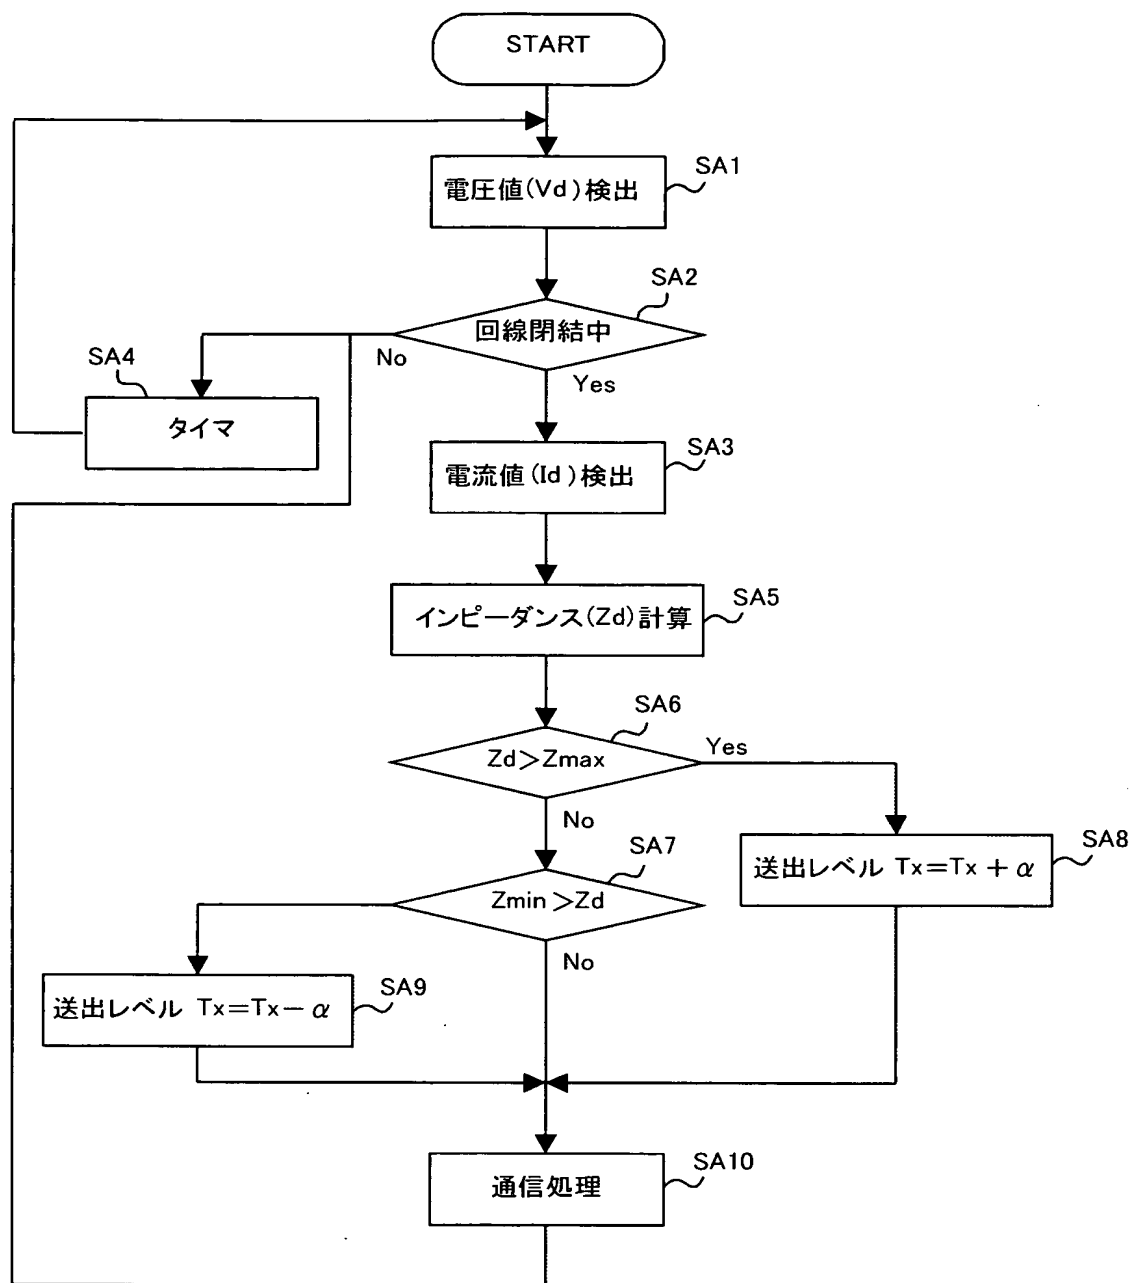 START
電圧値(Vd)検出
SA1
回線閉結中
SA2
No
Yes
SA4
タイマ
電流値(Id)検出
SA3
インピーダンス(Zd)計算
SA5
Zd>Zmax
SA6
Yes
No
送出レベル Tx=Tx+α
SA8
Zmin>Zd
SA7
No
送出レベル Tx=Tx-α
SA9
通信処理
SA10